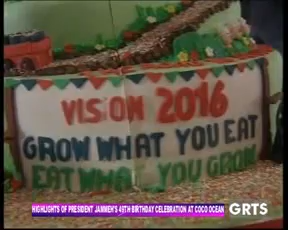 VISION 2016
GROW WHAT YOU EAT
EAT WHAT YOU GROW
HIGHLIGHTS OF PRESIDENT JAMMEH'S 49TH BIRTHDAY CELEBRATION AT COCO OCEAN
GRTS